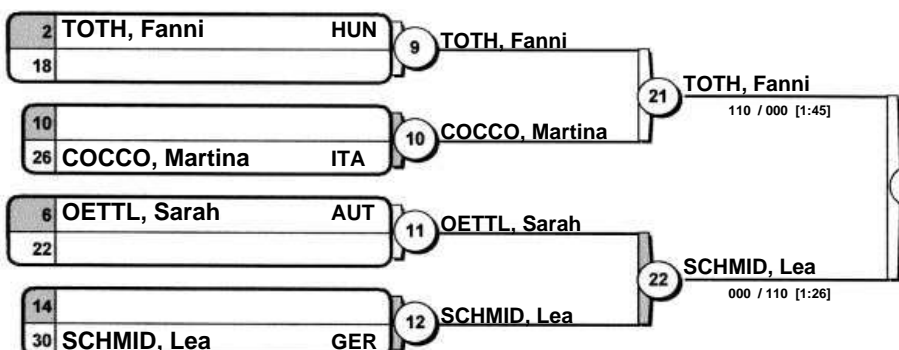 2 TOTH, Fanni HUN
18
9 TOTH, Fanni
21 TOTH, Fanni
110 / 000 [1:45]
10
26 COCCO, Martina ITA
10 COCCO, Martina
6 OETTL, Sarah AUT
22
11 OETTL, Sarah
22 SCHMID, Lea
000 / 110 [1:26]
14
30 SCHMID, Lea GER
12 SCHMID, Lea